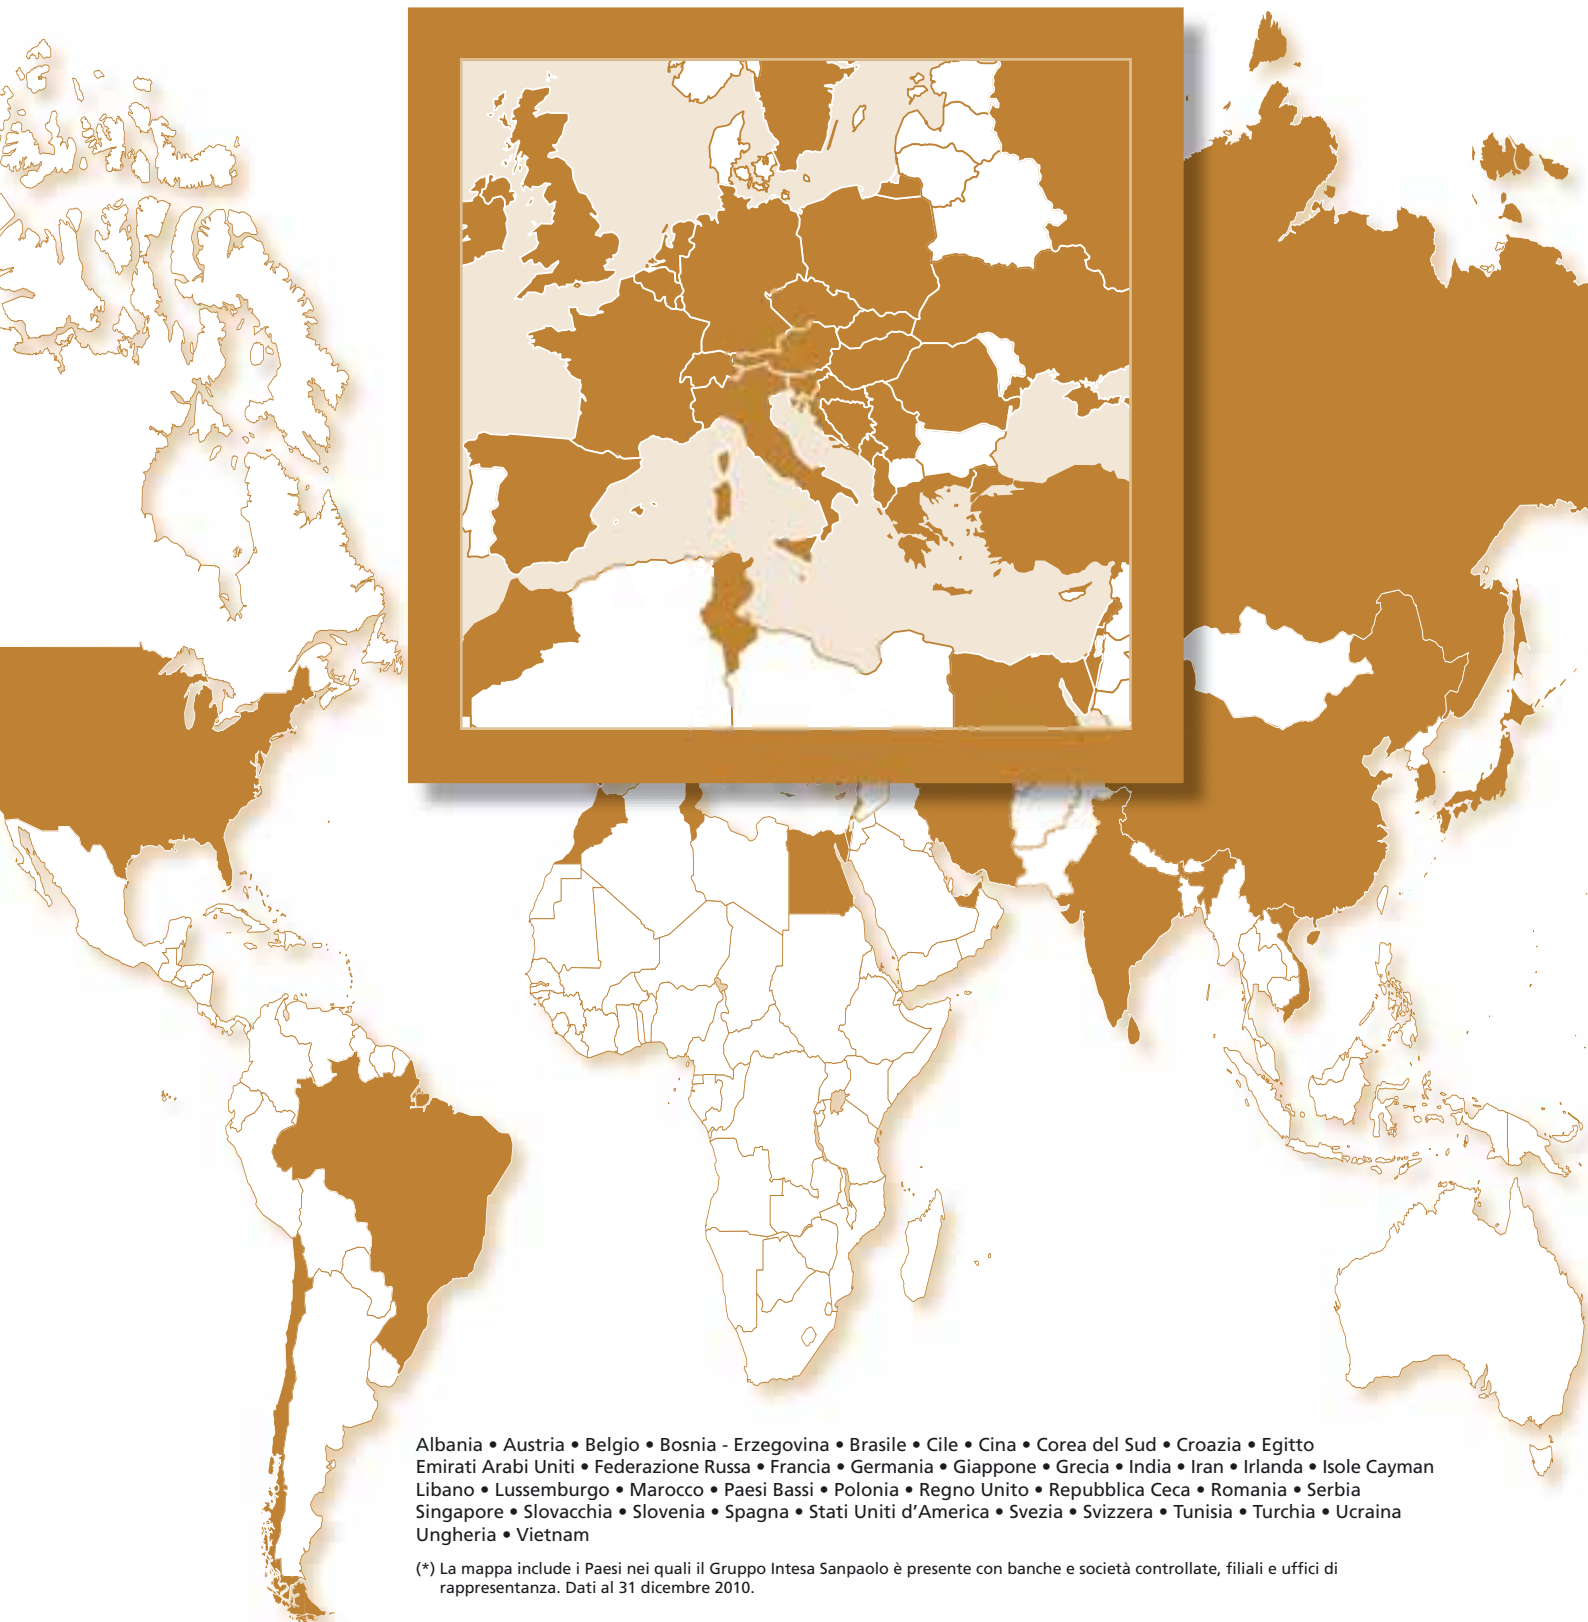 Albania • Austria • Belgio • Bosnia - Erzegovina • Brasile • Cile • Cina • Corea del Sud • Croazia • Egitto
Emirati Arabi Uniti • Federazione Russa • Francia • Germania • Giappone • Grecia • India • Iran • Irlanda • Isole Cayman
Libano • Lussemburgo • Marocco • Paesi Bassi • Polonia • Regno Unito • Repubblica Ceca • Romania • Serbia
Singapore • Slovacchia • Slovenia • Spagna • Stati Uniti d’America • Svezia • Svizzera • Tunisia • Turchia • Ucraina
Ungheria • Vietnam
(*) La mappa include i Paesi nei quali il Gruppo Intesa Sanpaolo è presente con banche e società controllate, filiali e uffici di
rappresentanza. Dati al 31 dicembre 2010.